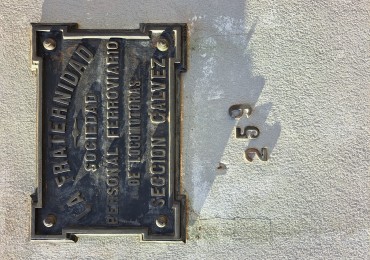 LA FRATERNIDAD
SOCIEDAD
PERSONAL FERROVIARIO
DE LOCOMOTORAS
SECCION GALVEZ
259